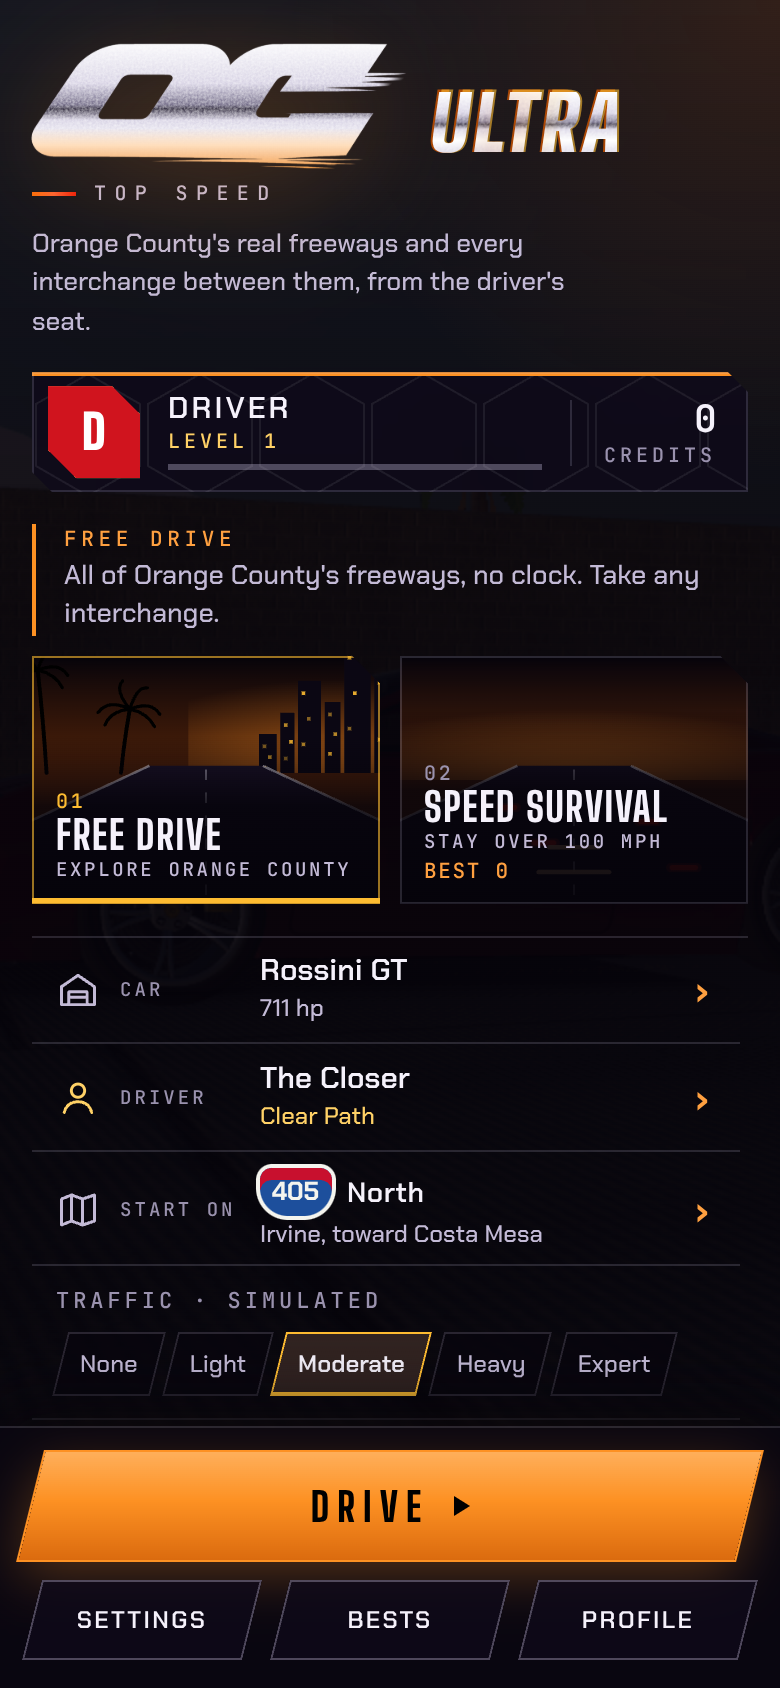 OC ULTRA
TOP SPEED
Orange County's real freeways and every
interchange between them, from the driver's
seat.
D
DRIVER
LEVEL 1
0
CREDITS
FREE DRIVE
All of Orange County's freeways, no clock. Take any
interchange.
01
FREE DRIVE
EXPLORE ORANGE COUNTY
02
SPEED SURVIVAL
STAY OVER 100 MPH
BEST 0
CAR
Rossini GT
711 hp
DRIVER
The Closer
Clear Path
START ON
405 North
Irvine, toward Costa Mesa
TRAFFIC · SIMULATED
None Light Moderate Heavy Expert
DRIVE
SETTINGS BESTS PROFILE